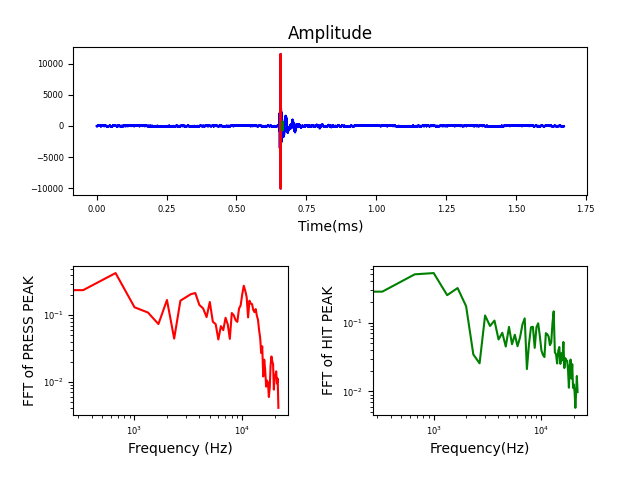 Amplitude
10000
5000
0
−5000
−10000
0.00 0.25 0.50 0.75 1.00 1.25 1.50 1.75
Time(ms)
FFT of PRESS PEAK
10⁻¹
10⁻²
10³ 10⁴
Frequency (Hz)
FFT of HIT PEAK
10⁻¹
10⁻²
10³ 10⁴
Frequency(Hz)